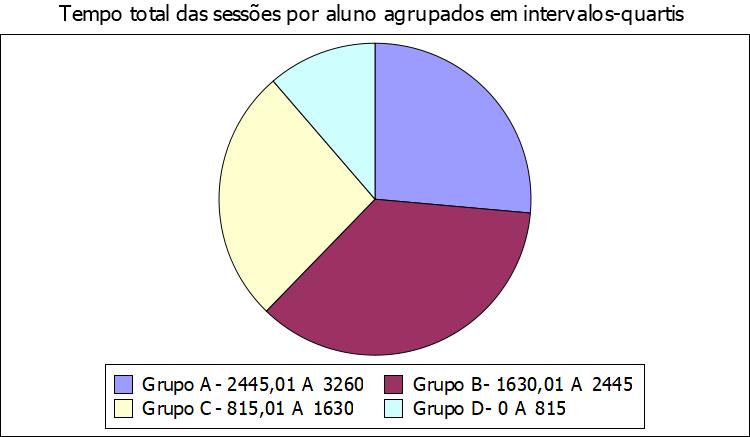 Tempo total das sessões por aluno agrupados em intervalos-quartis
Grupo A - 2445,01 A 3260
Grupo B- 1630,01 A 2445
Grupo C - 815,01 A 1630
Grupo D- 0 A 815